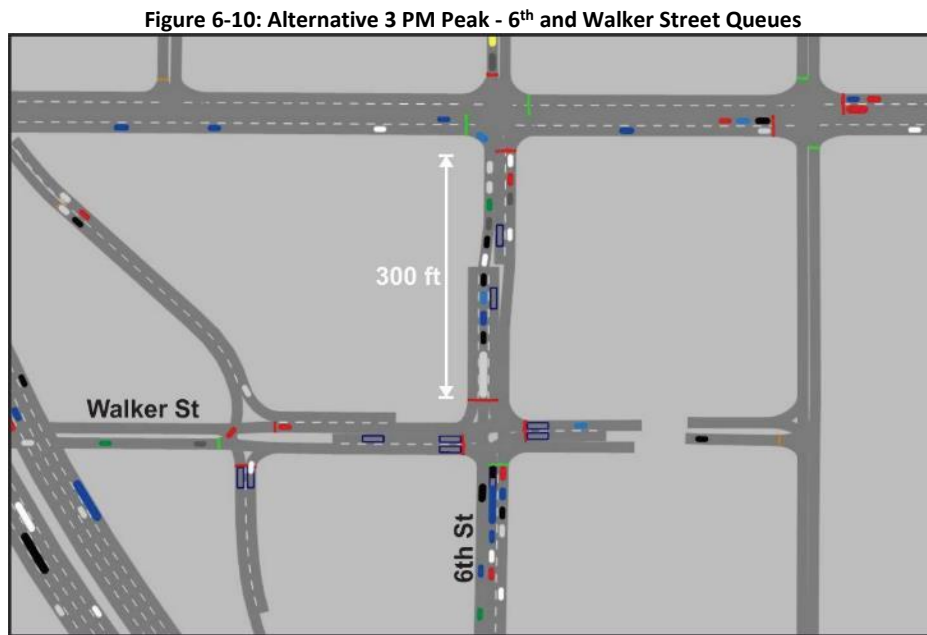 Figure 6-10: Alternative 3 PM Peak - 6th and Walker Street Queues
300 ft
Walker St
6th St